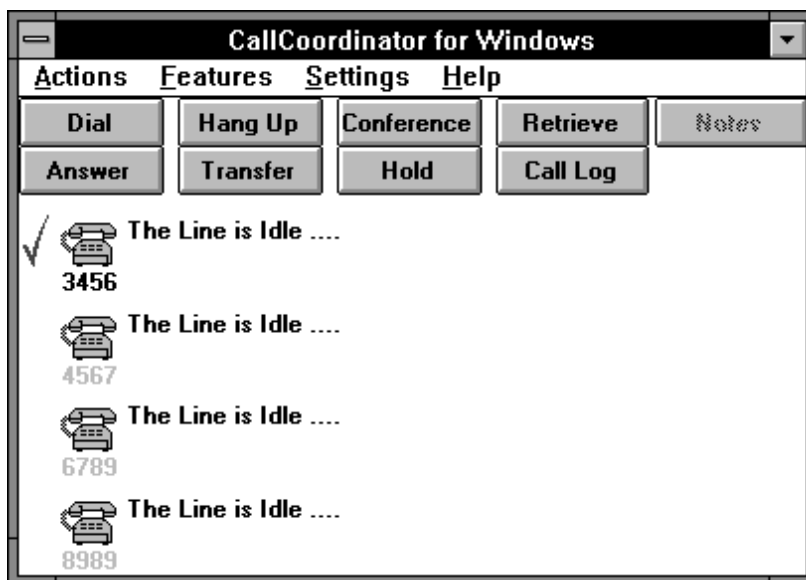 CallCoordinator for Windows
Actions Features Settings Help
Dial Hang Up Conference Retrieve Notes
Answer Transfer Hold Call Log
The Line is Idle ....
3456
The Line is Idle ....
4567
The Line is Idle ....
6789
The Line is Idle ....
8989